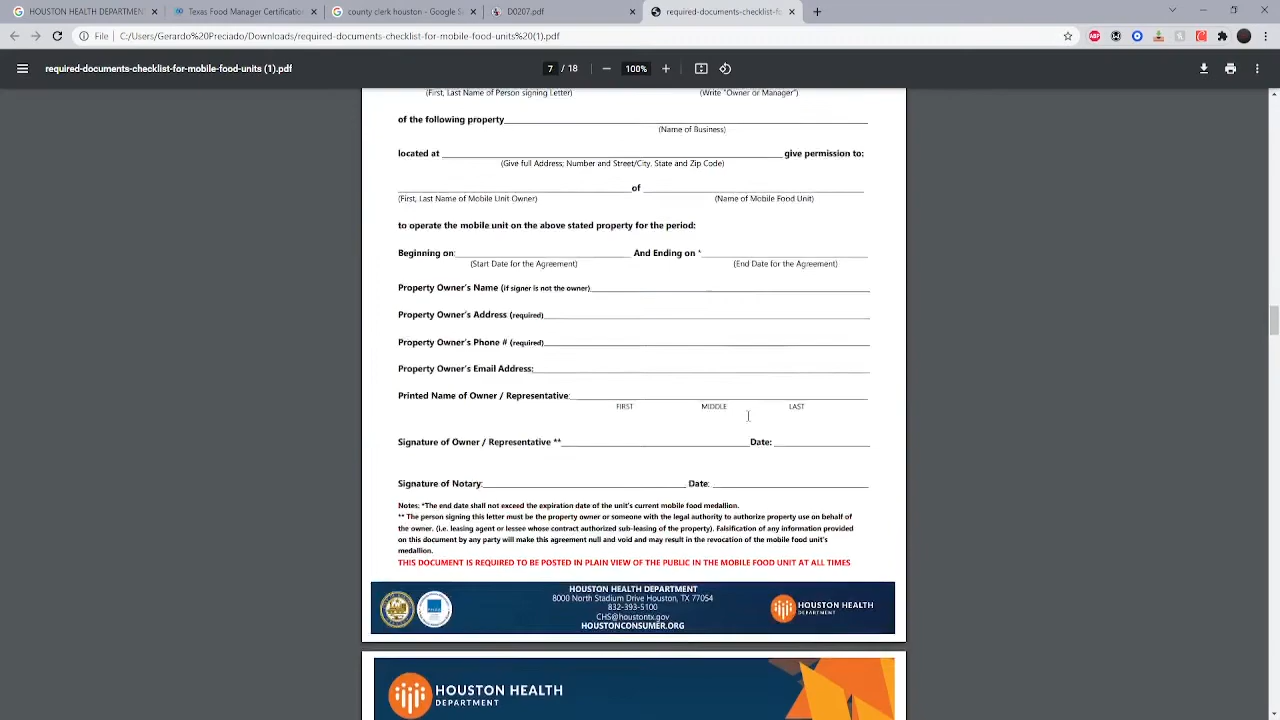 HOUSTON HEALTH DEPARTMENT
Texas Food Manager Certification
county clerk houston - Google Se
D0207.pdf
required-documents-checklist-fo
File C:/Users/Gerardo%20Preciado/Downloads/required-documents-checklist-for-mobile-food-units%20(1).pdf
required-documents-checklist-for-mobile-food-units (1).pdf
7 / 18
100%
(First, Last Name of Person signing Letter) (Write "Owner or Manager")
of the following property
(Name of Business)
located at give permission to:
(Give full Address; Number and Street/City, State and Zip Code)
of
(First, Last Name of Mobile Unit Owner) (Name of Mobile Food Unit)
to operate the mobile unit on the above stated property for the period:
Beginning on: And Ending on *
(Start Date for the Agreement) (End Date for the Agreement)
Property Owner's Name (if signer is not the owner)
Property Owner's Address (required)
Property Owner's Phone # (required)
Property Owner's Email Address:
Printed Name of Owner / Representative:
FIRST MIDDLE LAST
Signature of Owner / Representative ** Date:
Signature of Notary: Date:
Notes: *The end date shall not exceed the expiration date of the unit's current mobile food medallion.
** The person signing this letter must be the property owner or someone with the legal authority to authorize property use on behalf of
the owner. (i.e. leasing agent or lessee whose contract authorized sub-leasing of the property). Falsification of any information provided
on this document by any party will make this agreement null and void and may result in the revocation of the mobile food unit's
medallion.
THIS DOCUMENT IS REQUIRED TO BE POSTED IN PLAIN VIEW OF THE PUBLIC IN THE MOBILE FOOD UNIT AT ALL TIMES
HOUSTON HEALTH DEPARTMENT
8000 North Stadium Drive Houston, TX 77054
832-393-5100
CHS@houstontx.gov
HOUSTONCONSUMER.ORG
HOUSTON HEALTH
DEPARTMENT
HOUSTON HEALTH
DEPARTMENT